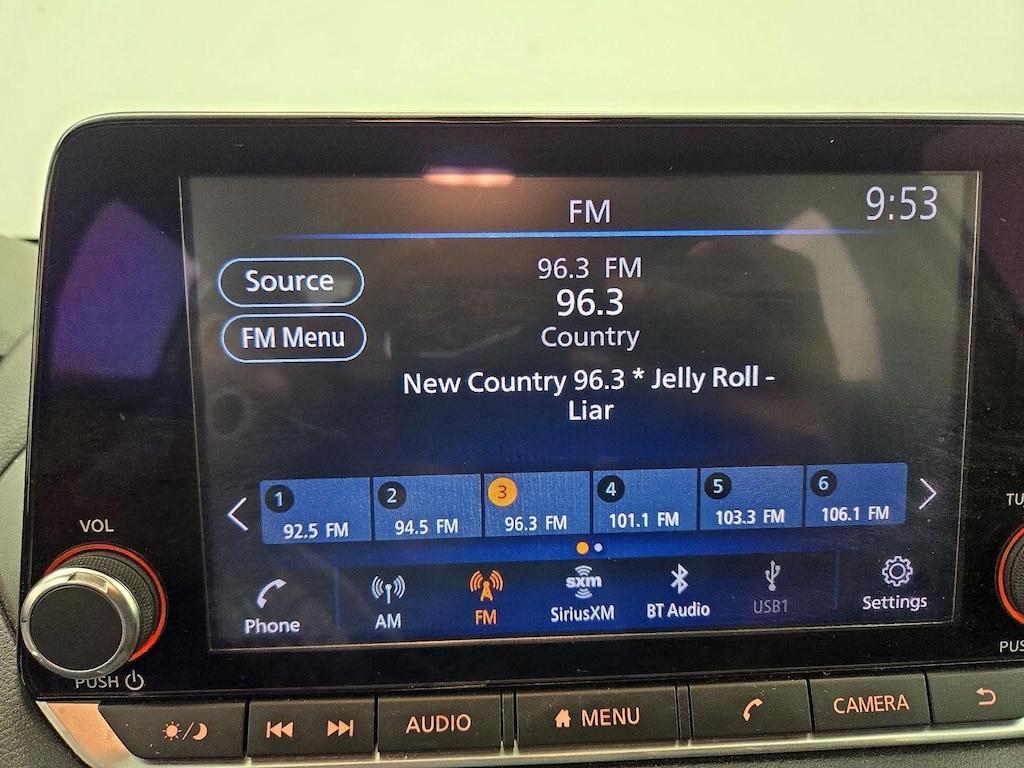 FM
9:53
Source
96.3 FM
96.3
FM Menu
Country
New Country 96.3 * Jelly Roll -
Liar
1
2
3
4
5
6
92.5 FM
94.5 FM
96.3 FM
101.1 FM
103.3 FM
106.1 FM
VOL
Phone
AM
FM
sxm
SiriusXM
BT Audio
USB1
Settings
PUSH
AUDIO
MENU
CAMERA
TU
PUS